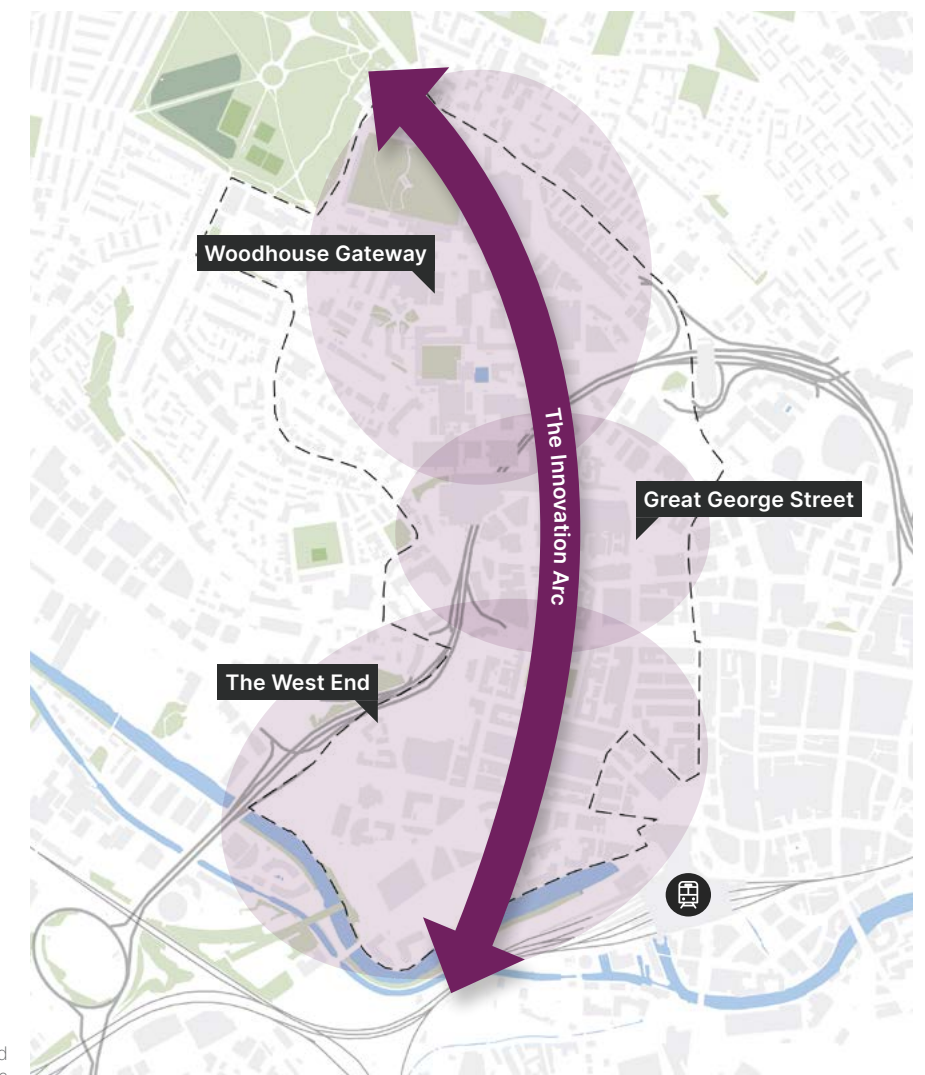 Woodhouse Gateway
The Innovation Arc
Great George Street
The West End